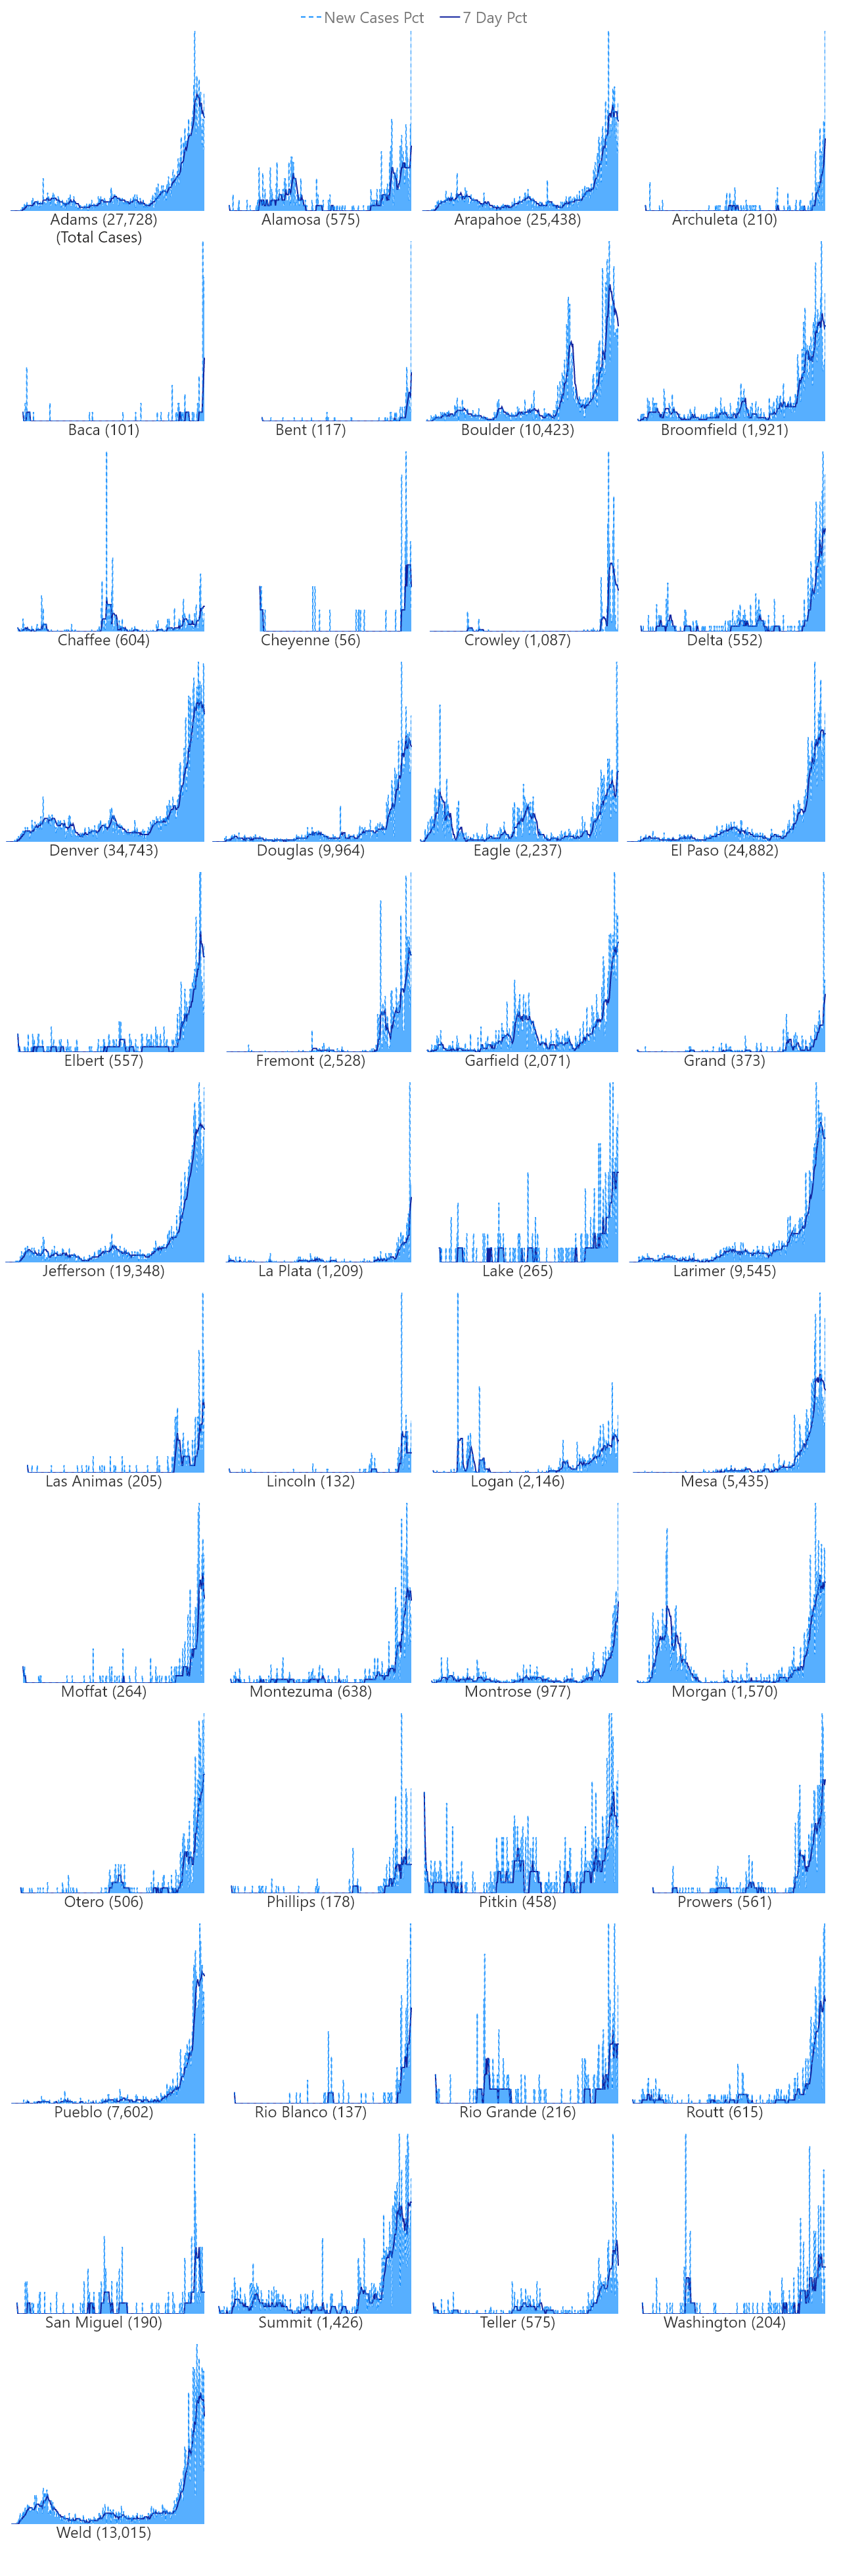 New Cases Pct 7 Day Pct
Adams (27,728) Alamosa (575) Arapahoe (25,438) Archuleta (210)
(Total Cases)
Baca (101) Bent (117) Boulder (10,423) Broomfield (1,921)
Chaffee (604) Cheyenne (56) Crowley (1,087) Delta (552)
Denver (34,743) Douglas (9,964) Eagle (2,237) El Paso (24,882)
Elbert (557) Fremont (2,528) Garfield (2,071) Grand (373)
Jefferson (19,348) La Plata (1,209) Lake (265) Larimer (9,545)
Las Animas (205) Lincoln (132) Logan (2,146) Mesa (5,435)
Moffat (264) Montezuma (638) Montrose (977) Morgan (1,570)
Otero (506) Phillips (178) Pitkin (458) Prowers (561)
Pueblo (7,602) Rio Blanco (137) Rio Grande (216) Routt (615)
San Miguel (190) Summit (1,426) Teller (575) Washington (204)
Weld (13,015)